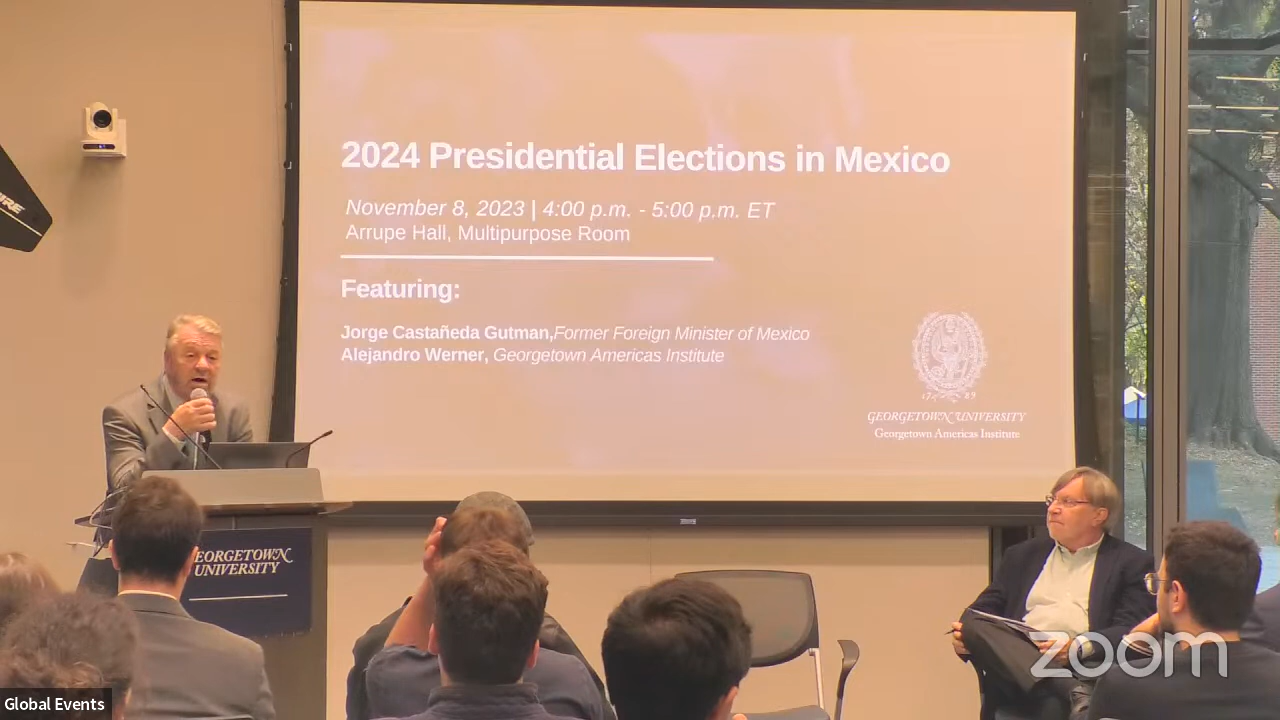 2024 Presidential Elections in Mexico
November 8, 2023 | 4:00 p.m. - 5:00 p.m. ET
Arrupe Hall, Multipurpose Room
Featuring:
Jorge Castañeda Gutman,Former Foreign Minister of Mexico
Alejandro Werner, Georgetown Americas Institute
17 89
GEORGETOWN UNIVERSITY
Georgetown Americas Institute
GEORGETOWN
UNIVERSITY
zoom
Global Events